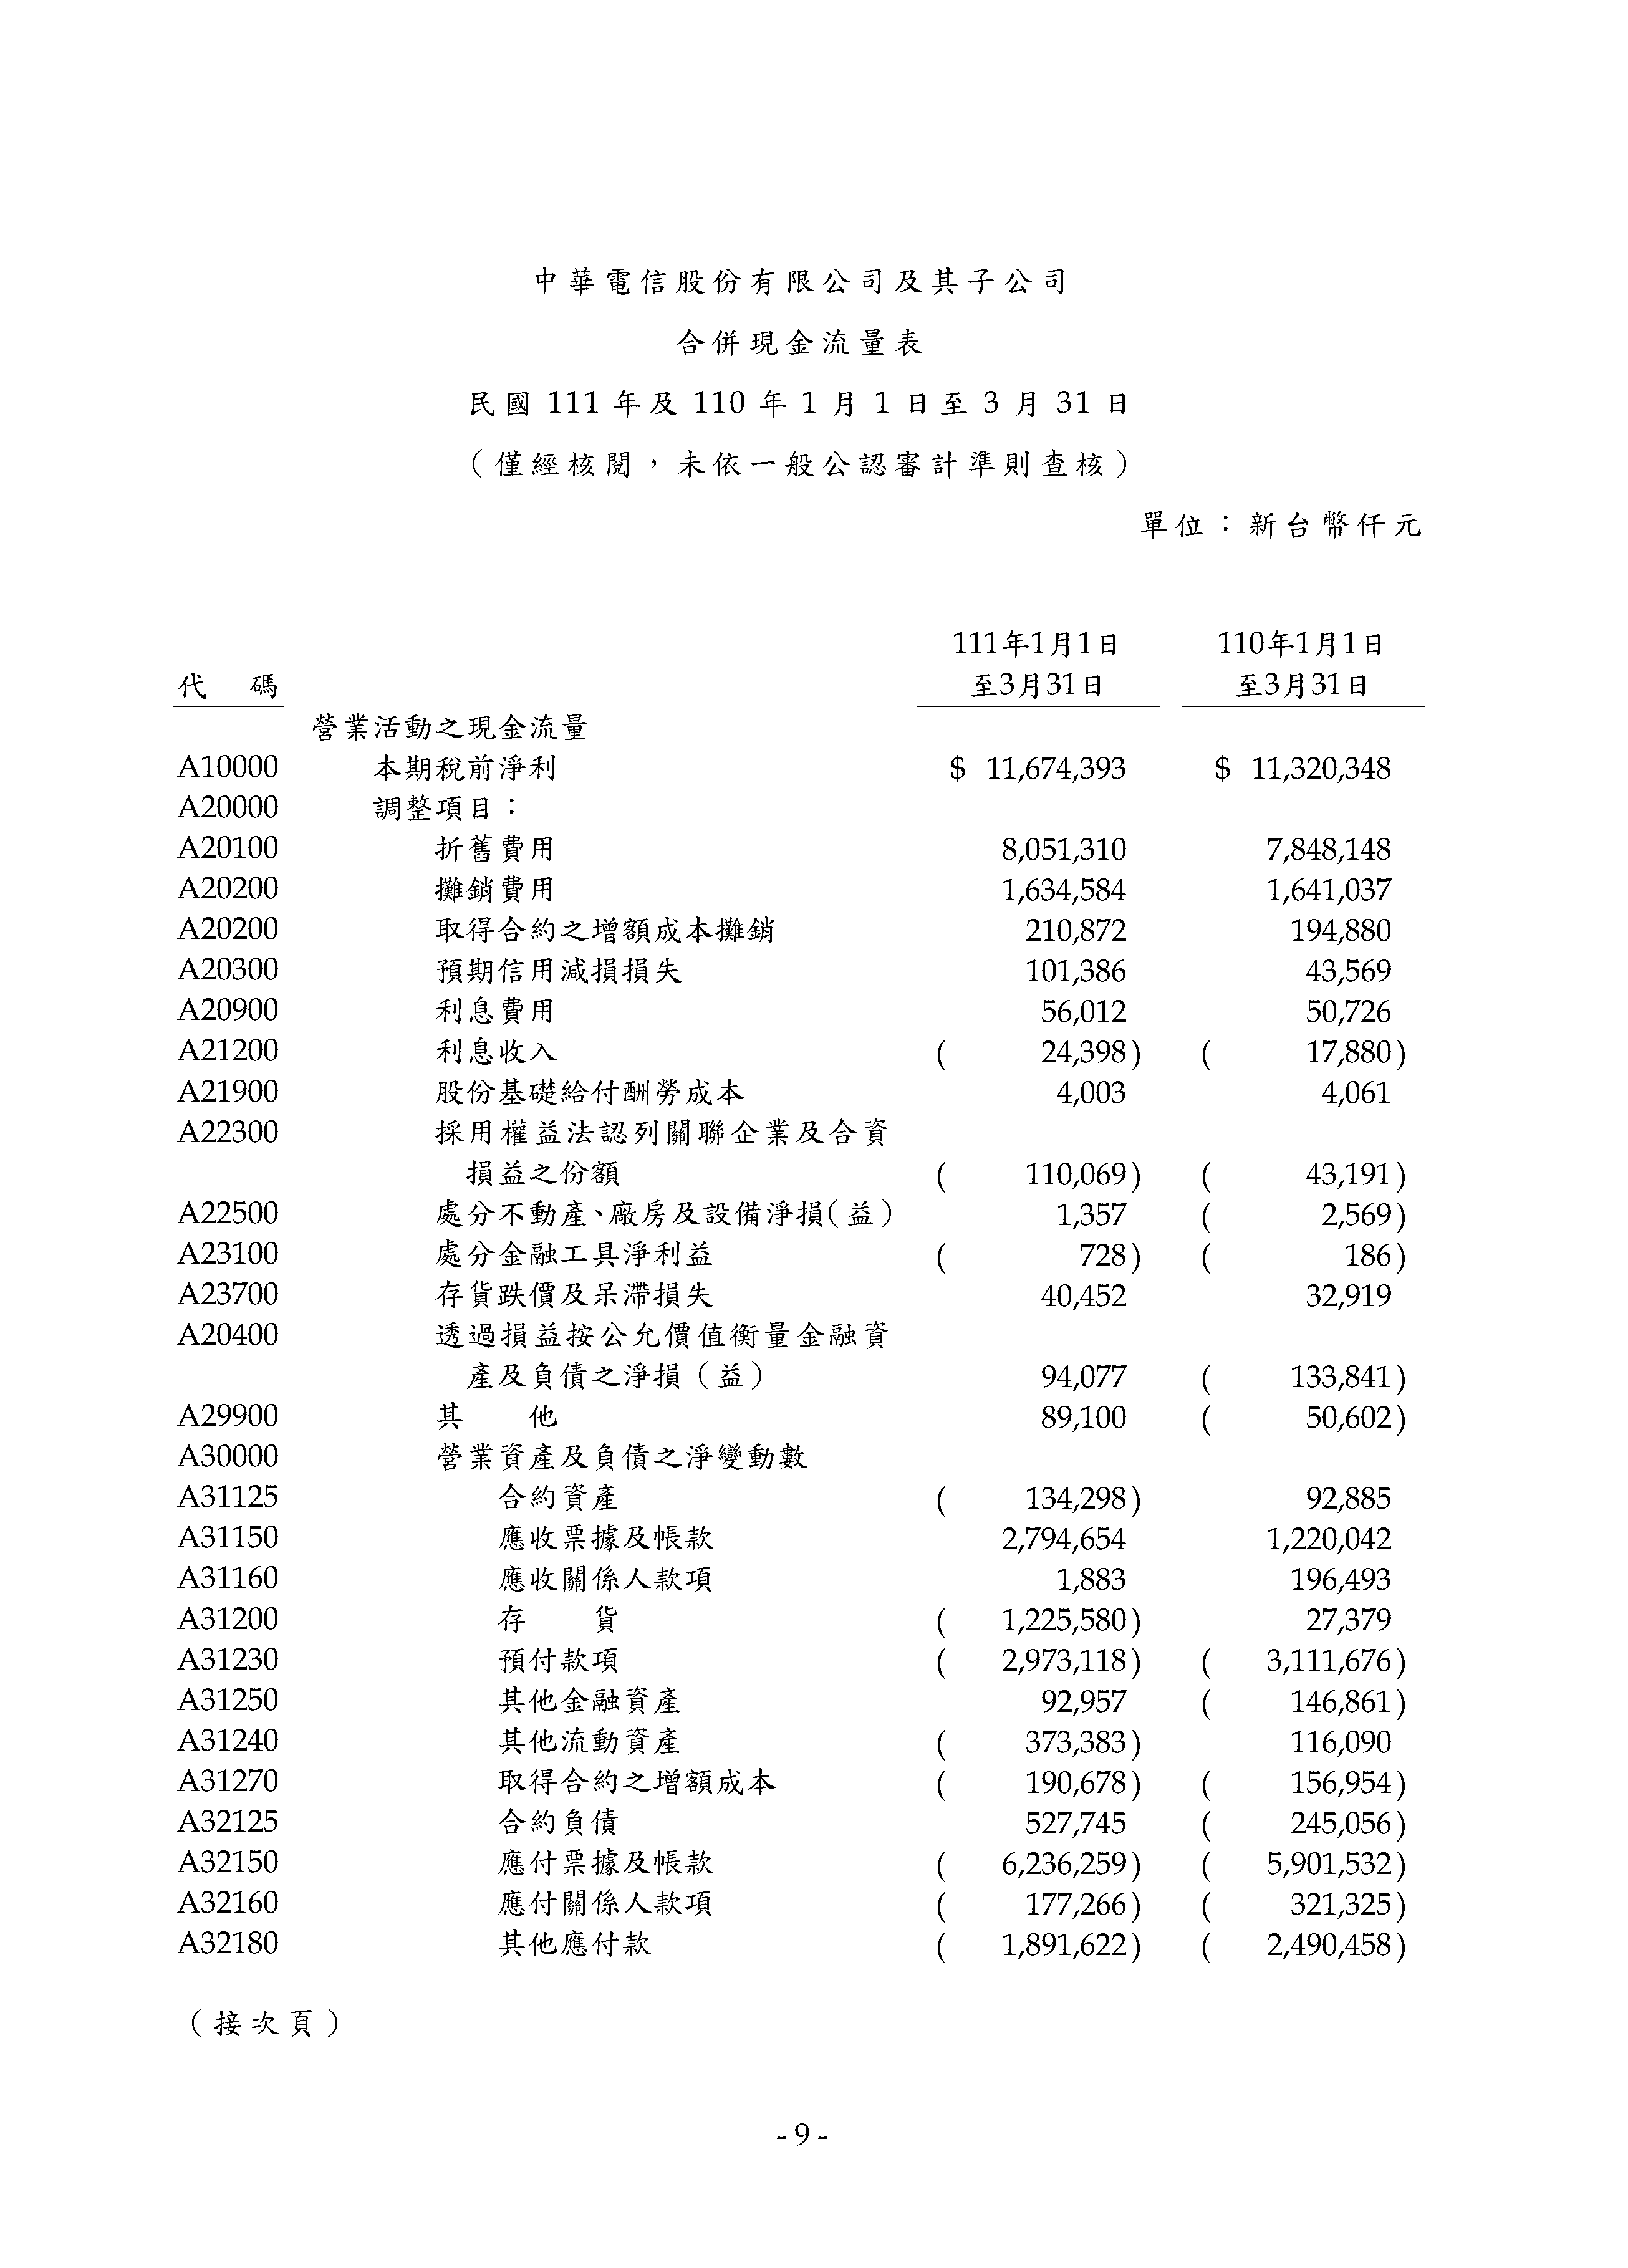 中華電信股份有限公司及其子公司
合併現金流量表
民國 111 年及 110 年 1 月 1 日至 3 月 31 日
（僅經核閱，未依一般公認審計準則查核）
單位：新台幣仟元
111年1月1日 110年1月1日
代 碼 至3月31日 至3月31日
營業活動之現金流量
A10000 本期稅前淨利 $ 11,674,393 $ 11,320,348
A20000 調整項目：
A20100 折舊費用 8,051,310 7,848,148
A20200 攤銷費用 1,634,584 1,641,037
A20200 取得合約之增額成本攤銷 210,872 194,880
A20300 預期信用減損損失 101,386 43,569
A20900 利息費用 56,012 50,726
A21200 利息收入 ( 24,398) ( 17,880)
A21900 股份基礎給付酬勞成本 4,003 4,061
A22300 採用權益法認列關聯企業及合資
損益之份額 ( 110,069) ( 43,191)
A22500 處分不動產、廠房及設備淨損（益） 1,357 ( 2,569)
A23100 處分金融工具淨利益 ( 728) ( 186)
A23700 存貨跌價及呆滯損失 40,452 32,919
A20400 透過損益按公允價值衡量金融資
產及負債之淨損（益） 94,077 ( 133,841)
A29900 其 他 89,100 ( 50,602)
A30000 營業資產及負債之淨變動數
A31125 合約資產 ( 134,298) 92,885
A31150 應收票據及帳款 2,794,654 1,220,042
A31160 應收關係人款項 1,883 196,493
A31200 存 貨 ( 1,225,580) 27,379
A31230 預付款項 ( 2,973,118) ( 3,111,676)
A31250 其他金融資產 92,957 ( 146,861)
A31240 其他流動資產 ( 373,383) 116,090
A31270 取得合約之增額成本 ( 190,678) ( 156,954)
A32125 合約負債 527,745 ( 245,056)
A32150 應付票據及帳款 ( 6,236,259) ( 5,901,532)
A32160 應付關係人款項 ( 177,266) ( 321,325)
A32180 其他應付款 ( 1,891,622) ( 2,490,458)
（接次頁）
- 9 -